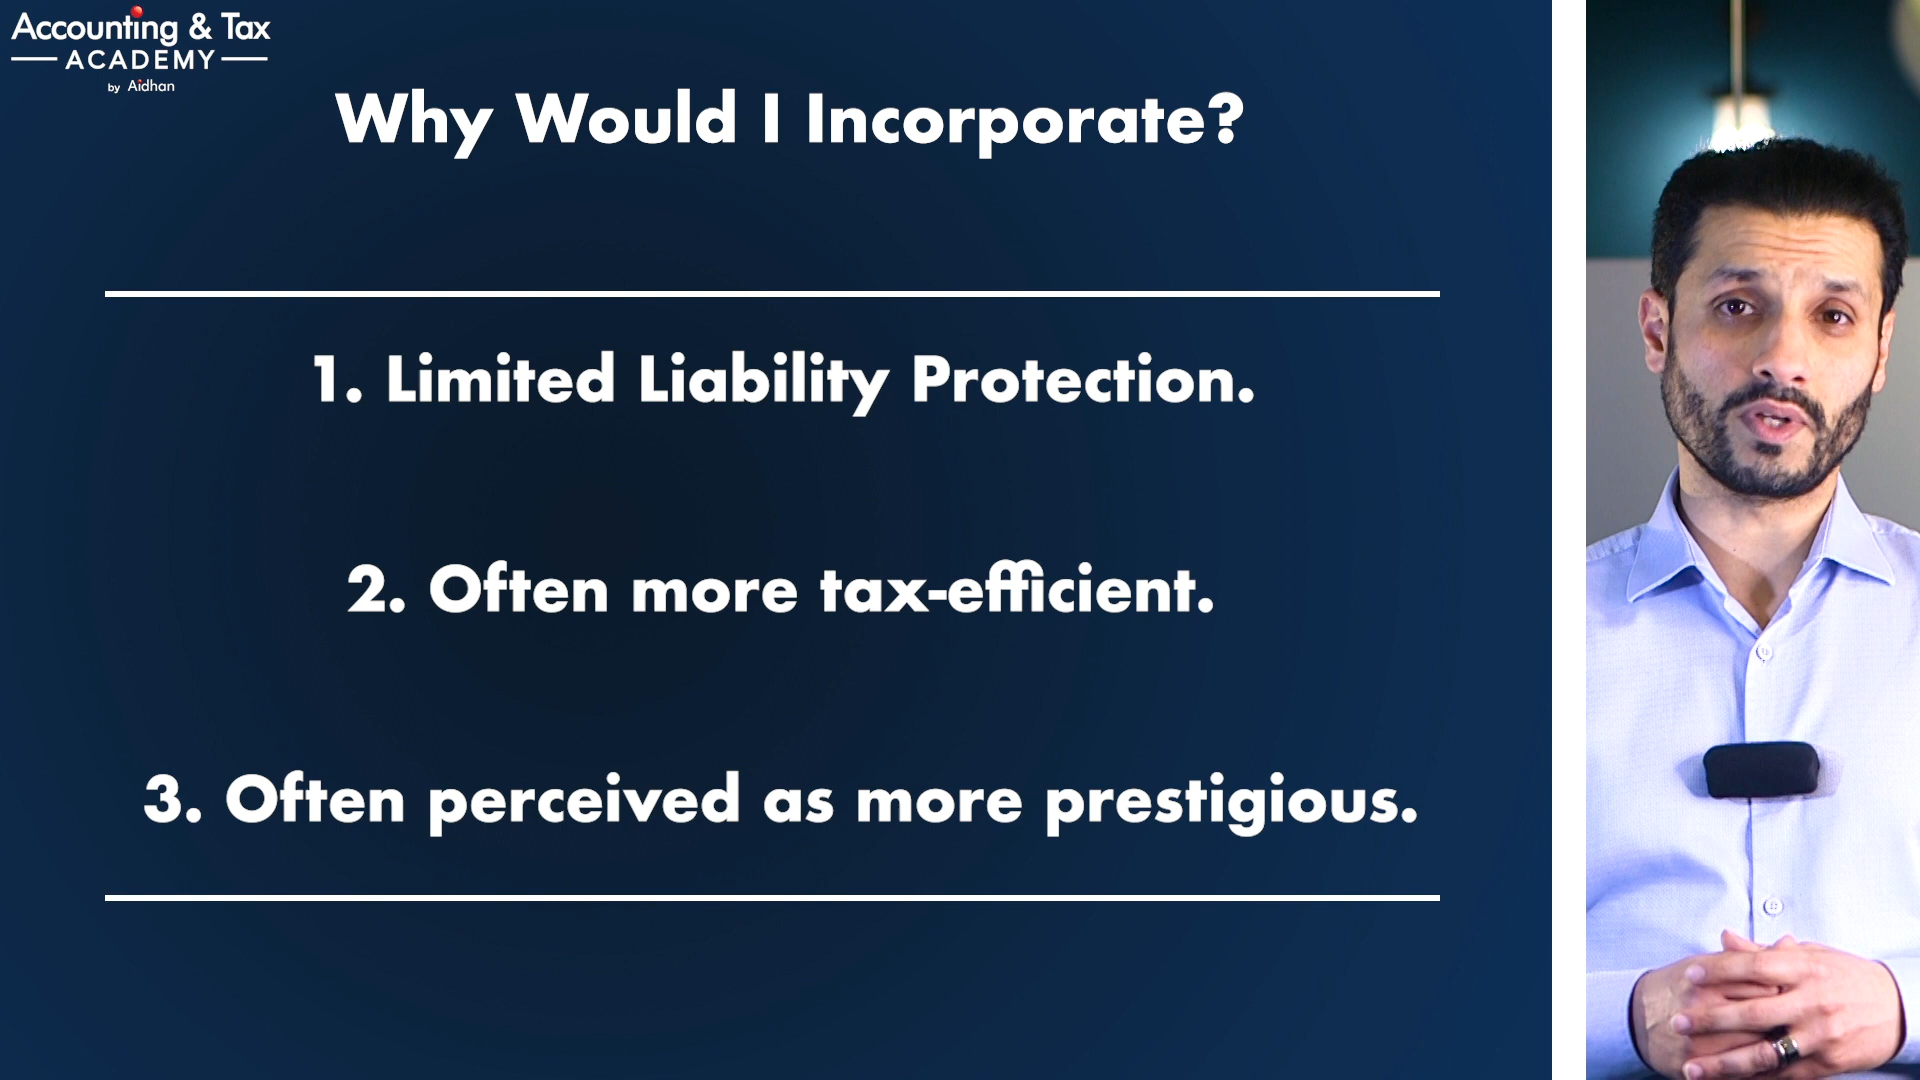 Accounting & Tax
ACADEMY
by Aidhan
Why Would I Incorporate?
1. Limited Liability Protection.
2. Often more tax-efficient.
3. Often perceived as more prestigious.